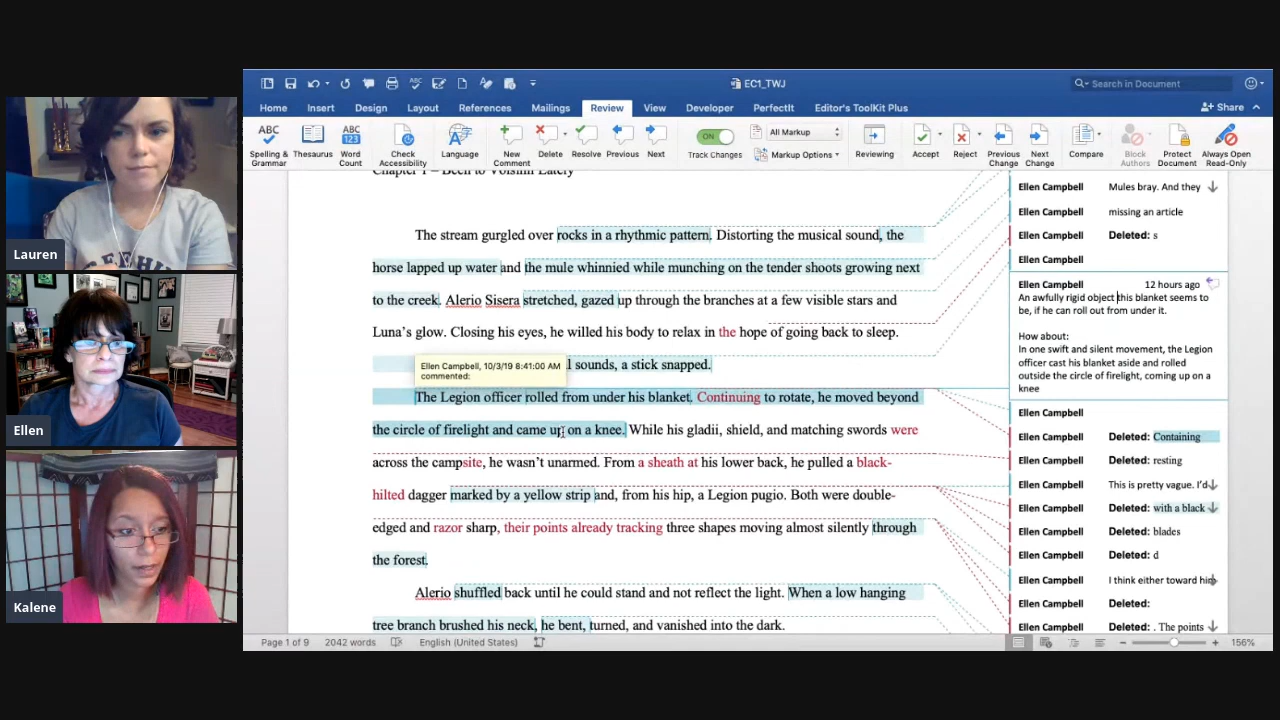 EC1_TWJ
Search in Document
Home Insert Design Layout References Mailings Review View Developer PerfectIt Editor's ToolKit Plus Share
ABC ABC 123 ON All Markup
Spelling & Grammar Thesaurus Word Count Check Accessibility Language New Comment Delete Resolve Previous Next Track Changes Markup Options Reviewing Accept Reject Previous Change Next Change Compare Block Authors Protect Document Always Open Read-Only
The stream gurgled over rocks in a rhythmic pattern. Distorting the musical sound, the
horse lapped up water and the mule whinnied while munching on the tender shoots growing next
to the creek. Alerio Sisera stretched, gazed up through the branches at a few visible stars and
Luna's glow. Closing his eyes, he willed his body to relax in the hope of going back to sleep.
l sounds, a stick snapped.
Ellen Campbell, 10/3/19 8:41:00 AM
commented:
The Legion officer rolled from under his blanket. Continuing to rotate, he moved beyond
the circle of firelight and came up on a knee. While his gladii, shield, and matching swords were
across the campsite, he wasn't unarmed. From a sheath at his lower back, he pulled a black-
hilted dagger marked by a yellow strip and, from his hip, a Legion pugio. Both were double-
edged and razor sharp, their points already tracking three shapes moving almost silently through
the forest.
Alerio shuffled back until he could stand and not reflect the light. When a low hanging
tree branch brushed his neck, he bent, turned, and vanished into the dark.
Ellen Campbell Mules bray. And they
Ellen Campbell missing an article
Ellen Campbell Deleted: s
Ellen Campbell
Ellen Campbell 12 hours ago
An awfully rigid object this blanket seems to
be, if he can roll out from under it.
How about:
In one swift and silent movement, the Legion
officer cast his blanket aside and rolled
outside the circle of firelight, coming up on a
knee
Ellen Campbell
Ellen Campbell Deleted: Containing
Ellen Campbell Deleted: resting
Ellen Campbell This is pretty vague. I'd
Ellen Campbell Deleted: with a black
Ellen Campbell Deleted: blades
Ellen Campbell Deleted: d
Ellen Campbell I think either toward him
Ellen Campbell Deleted:
Ellen Campbell Deleted: . The points
Page 1 of 9 2042 words English (United States) 156%
Lauren
Ellen
Kalene